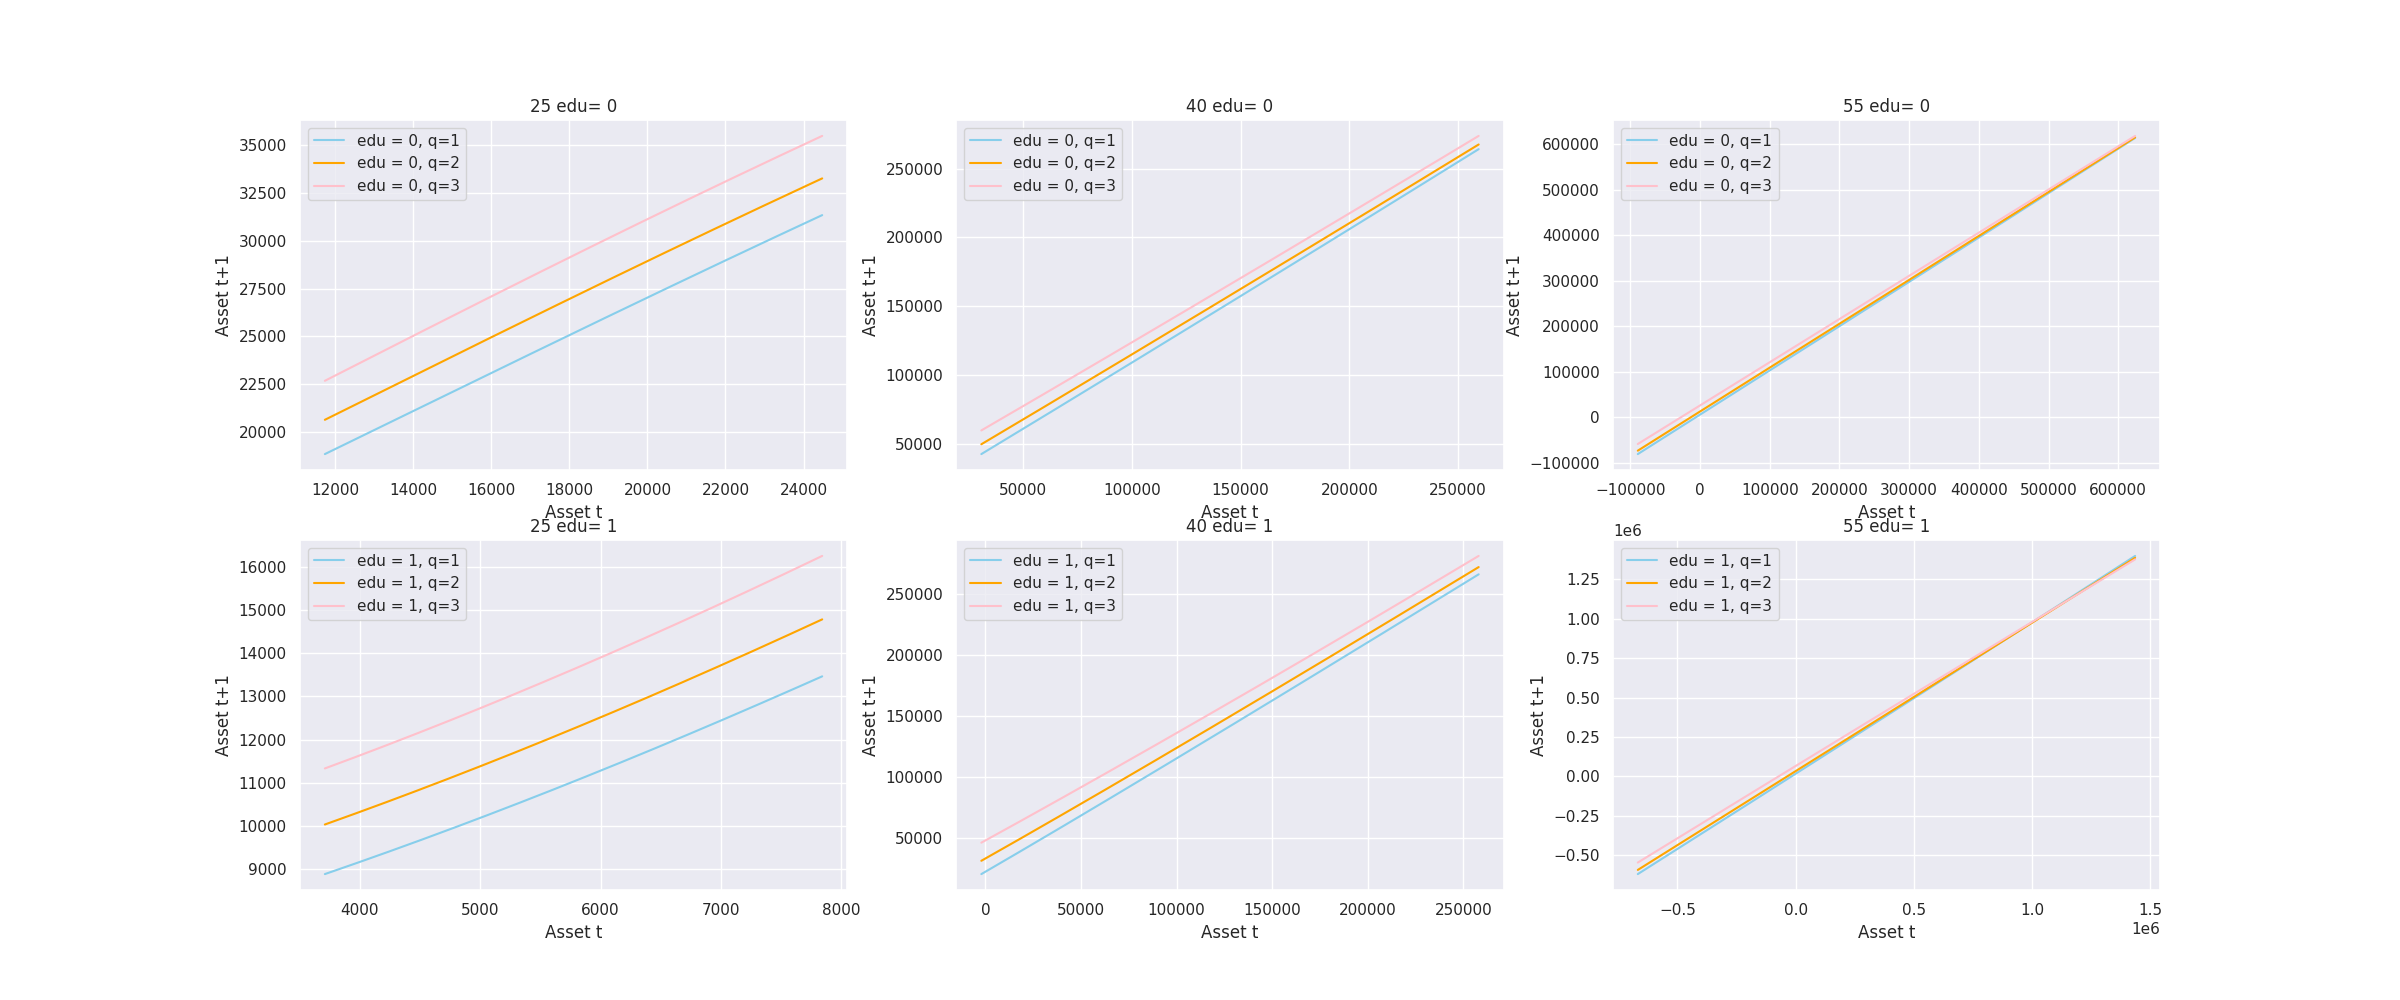 25 edu= 0
edu = 0, q=1
edu = 0, q=2
edu = 0, q=3
35000
32500
30000
27500
25000
22500
20000
Asset t+1
12000 14000 16000 18000 20000 22000 24000
Asset t
40 edu= 0
edu = 0, q=1
edu = 0, q=2
edu = 0, q=3
250000
200000
150000
100000
50000
Asset t+1
50000 100000 150000 200000 250000
Asset t
55 edu= 0
edu = 0, q=1
edu = 0, q=2
edu = 0, q=3
600000
500000
400000
300000
200000
100000
0
−100000
Asset t+1
−100000 0 100000 200000 300000 400000 500000 600000
Asset t
25 edu= 1
edu = 1, q=1
edu = 1, q=2
edu = 1, q=3
16000
15000
14000
13000
12000
11000
10000
9000
Asset t+1
4000 5000 6000 7000 8000
Asset t
40 edu= 1
edu = 1, q=1
edu = 1, q=2
edu = 1, q=3
250000
200000
150000
100000
50000
Asset t+1
0 50000 100000 150000 200000 250000
Asset t
55 edu= 1
1e6
edu = 1, q=1
edu = 1, q=2
edu = 1, q=3
1.25
1.00
0.75
0.50
0.25
0.00
−0.25
−0.50
Asset t+1
−0.5 0.0 0.5 1.0 1.5
1e6
Asset t